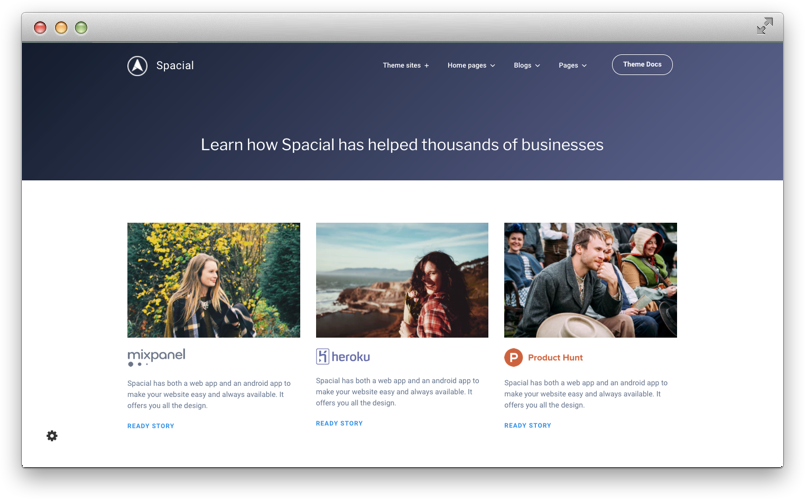 Spacial
Theme sites +
Home pages
Blogs
Pages
Theme Docs
Learn how Spacial has helped thousands of businesses
mixpanel
Spacial has both a web app and an android app to
make your website easy and always available. It
offers you all the design.
READY STORY
heroku
Spacial has both a web app and an android app to
make your website easy and always available. It
offers you all the design.
READY STORY
P Product Hunt
Spacial has both a web app and an android app to
make your website easy and always available. It
offers you all the design.
READY STORY